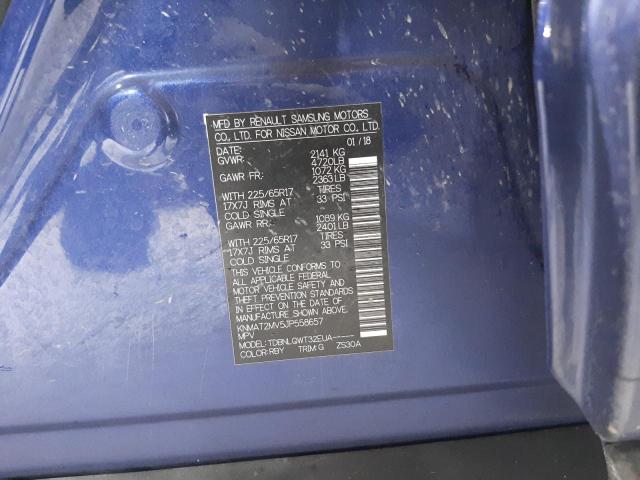 MFD BY RENAULT SAMSUNG MOTORS
CO., LTD. FOR NISSAN MOTOR CO., LTD.
DATE: 01/18
GVWR: 2141 KG
4720LB
GAWR FR: 1072 KG
2363LB
WITH 225/65R17 TIRES
17X7J RIMS AT 33 PSI
COLD SINGLE
GAWR RR: 1089 KG
2401LB
WITH 225/65R17 TIRES
17X7J RIMS AT 33 PSI
COLD SINGLE
THIS VEHICLE CONFORMS TO
ALL APPLICABLE FEDERAL
MOTOR VEHICLE SAFETY AND
THEFT PREVENTION STANDARDS
IN EFFECT ON THE DATE OF
MANUFACTURE SHOWN ABOVE.
KNMAT2MV5JP558657
MPV
MODEL: TDBNLGWT32EUA-----
COLOR:RBY TRIM:G ZS30A